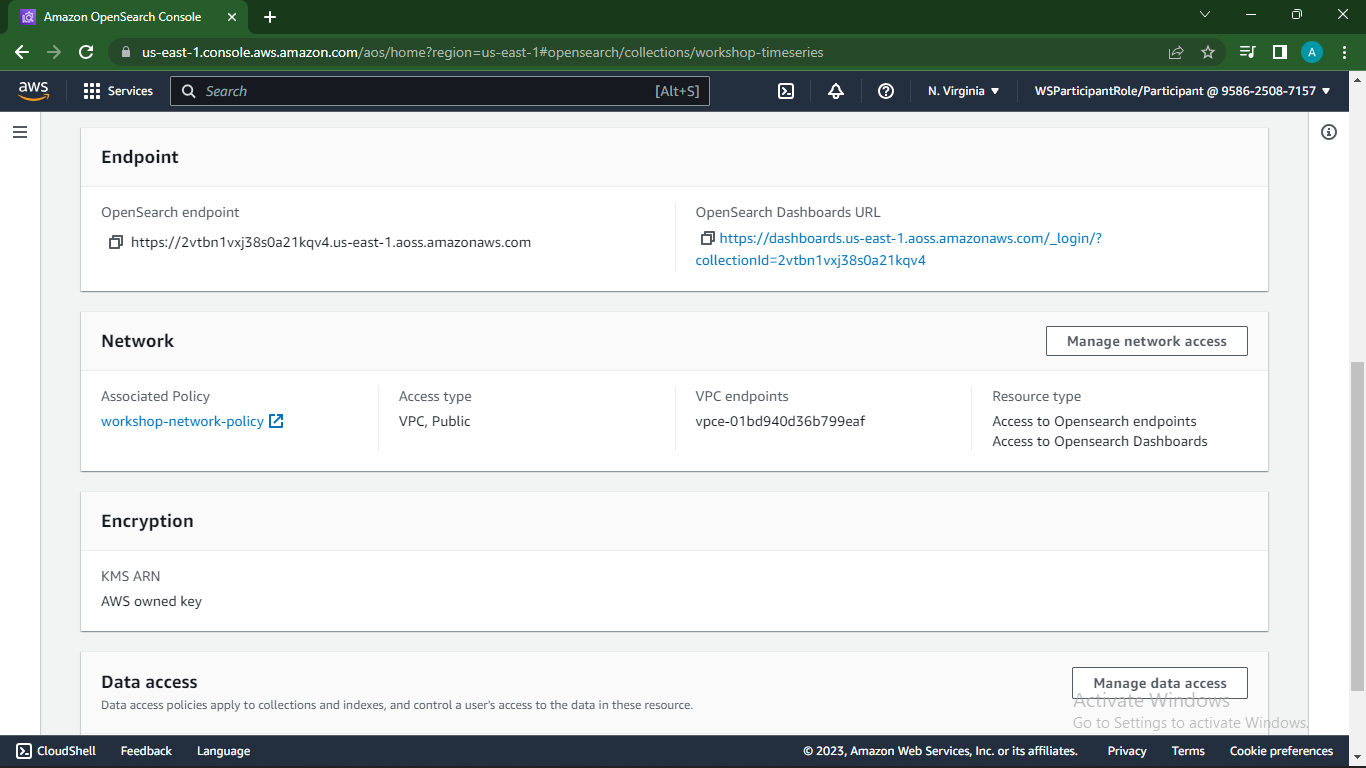 Amazon OpenSearch Console
us-east-1.console.aws.amazon.com/aos/home?region=us-east-1#opensearch/collections/workshop-timeseries
A
aws
Services
Search
[Alt+S]
N. Virginia
WSParticipantRole/Participant @ 9586-2508-7157
Endpoint
OpenSearch endpoint
https://2vtbn1vxj38s0a21kqv4.us-east-1.aoss.amazonaws.com
OpenSearch Dashboards URL
https://dashboards.us-east-1.aoss.amazonaws.com/_login/?
collectionId=2vtbn1vxj38s0a21kqv4
Network
Manage network access
Associated Policy
workshop-network-policy
Access type
VPC, Public
VPC endpoints
vpce-01bd940d36b799eaf
Resource type
Access to Opensearch endpoints
Access to Opensearch Dashboards
Encryption
KMS ARN
AWS owned key
Data access
Data access policies apply to collections and indexes, and control a user's access to the data in these resource.
Manage data access
Activate Windows
Go to Settings to activate Windows.
CloudShell
Feedback
Language
© 2023, Amazon Web Services, Inc. or its affiliates.
Privacy
Terms
Cookie preferences